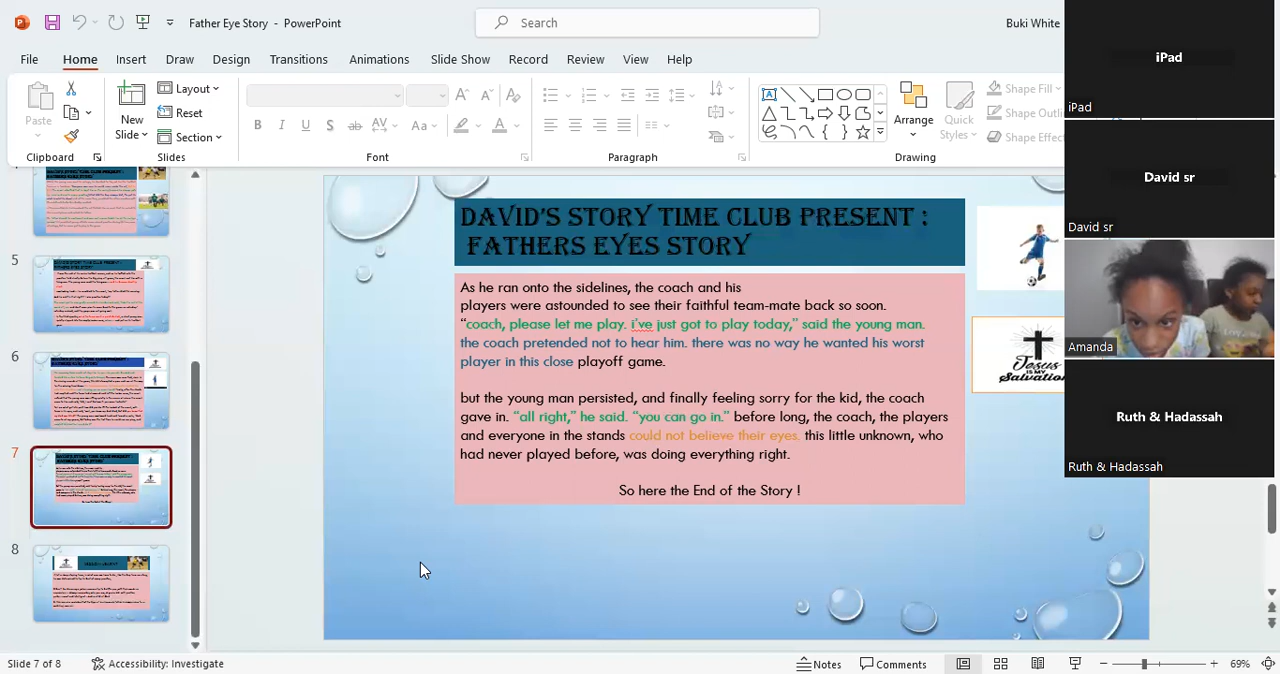 Father Eye Story - PowerPoint
Search
Buki White
File Home Insert Draw Design Transitions Animations Slide Show Record Review View Help
Paste
New
Slide
Layout
Reset
Section
Arrange
Quick
Styles
Shape Fill
Shape Outli
Shape Effect
Clipboard
Slides
Font
Paragraph
Drawing
5
6
7
8
DAVID'S STORY TIME CLUB PRESENT :
FATHERS EYES STORY
As he ran onto the sidelines, the coach and his
players were astounded to see their faithful teammate back so soon.
“coach, please let me play. i’ve just got to play today,” said the young man.
the coach pretended not to hear him. there was no way he wanted his worst
player in this close playoff game.
but the young man persisted, and finally feeling sorry for the kid, the coach
gave in. “all right,” he said. “you can go in.” before long, the coach, the players
and everyone in the stands could not believe their eyes. this little unknown, who
had never played before, was doing everything right.
So here the End of the Story !
Jesus
Salvation
iPad
iPad
David sr
David sr
Amanda
Ruth & Hadassah
Ruth & Hadassah
Slide 7 of 8
Accessibility: Investigate
Notes
Comments
69%